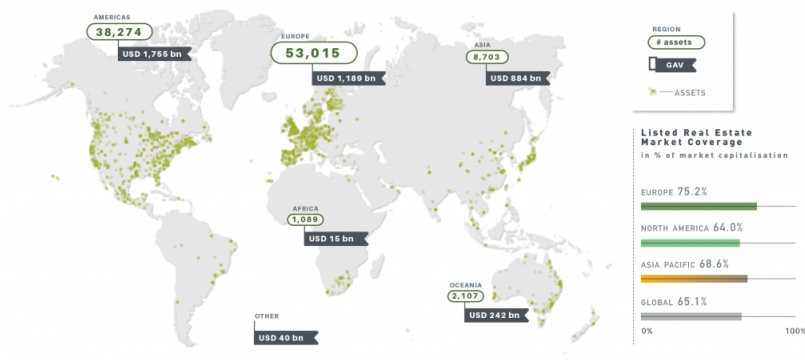 AMERICAS
38,274
USD 1,755 bn
EUROPE
53,015
USD 1,189 bn
ASIA
8,703
USD 884 bn
AFRICA
1,089
USD 15 bn
OCEANIA
2,107
USD 242 bn
OTHER
USD 40 bn
REGION
# assets
GAV
ASSETS
Listed Real Estate
Market Coverage
in % of market capitalisation
EUROPE 75.2%
NORTH AMERICA 64.0%
ASIA PACIFIC 68.6%
GLOBAL 65.1%
0% 100%